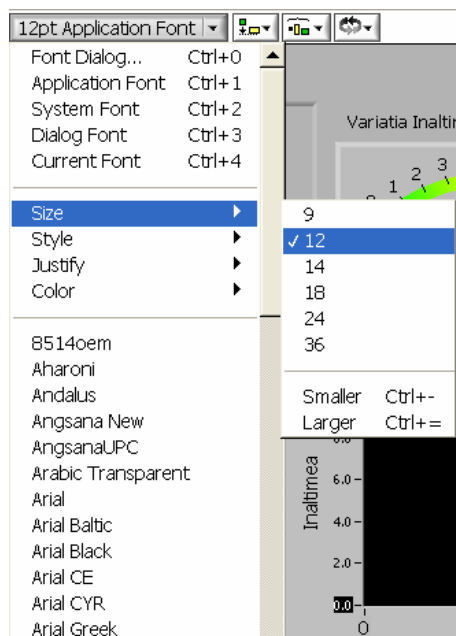 12pt Application Font
Font Dialog... Ctrl+0
Application Font Ctrl+1
System Font Ctrl+2
Dialog Font Ctrl+3
Current Font Ctrl+4
Size
Style
Justify
Color
8514oem
Aharoni
Andalus
Angsana New
AngsanaUPC
Arabic Transparent
Arial
Arial Baltic
Arial Black
Arial CE
Arial CYR
Arial Greek
9
✓ 12
14
18
24
36
Smaller Ctrl+-
Larger Ctrl+=
Variatia
1 2 3
Inaltimea
6.0
4.0
2.0
0.0
0